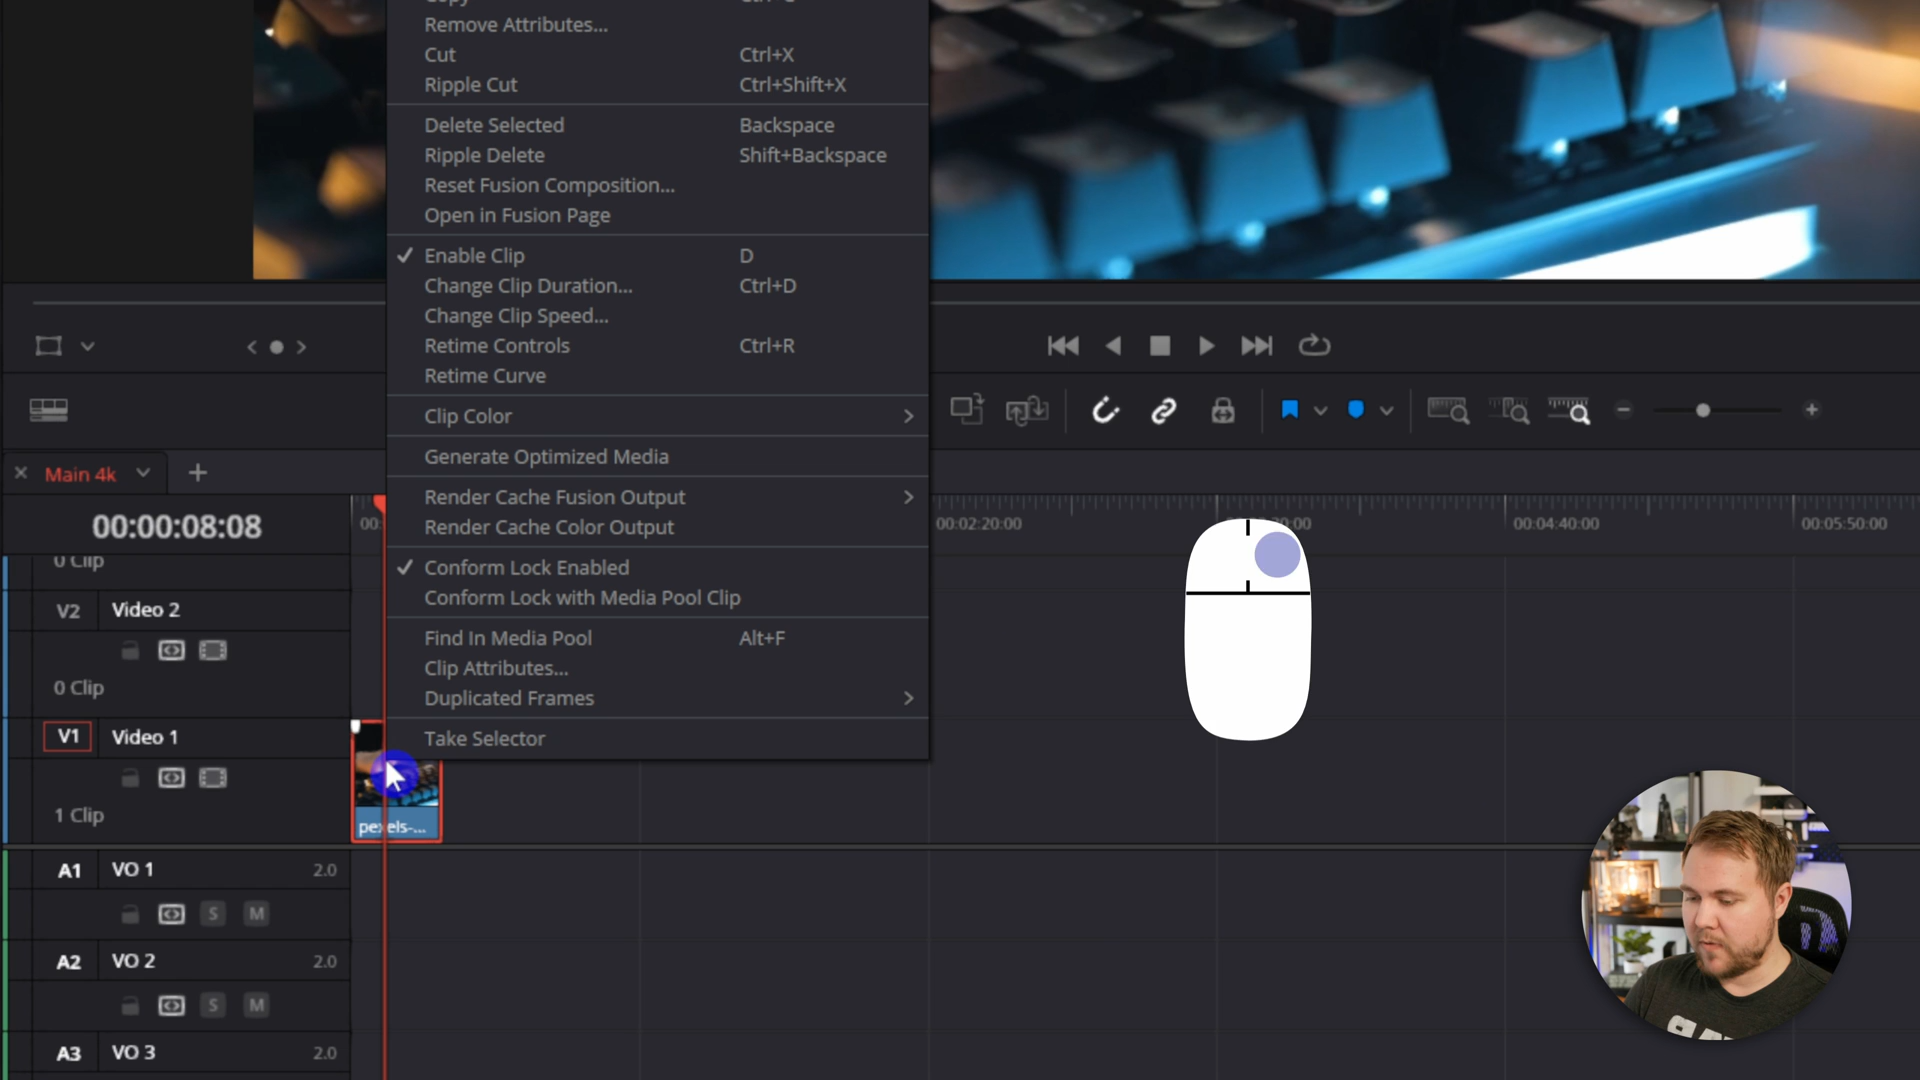 Remove Attributes...
Cut Ctrl+X
Ripple Cut Ctrl+Shift+X
Delete Selected Backspace
Ripple Delete Shift+Backspace
Reset Fusion Composition...
Open in Fusion Page
Enable Clip D
Change Clip Duration... Ctrl+D
Change Clip Speed...
Retime Controls Ctrl+R
Retime Curve
Clip Color
Generate Optimized Media
Render Cache Fusion Output
Render Cache Color Output
Conform Lock Enabled
Conform Lock with Media Pool Clip
Find In Media Pool Alt+F
Clip Attributes...
Duplicated Frames
Take Selector
Main 4k
00:00:08:08
00:
00:02:20:00
00:04:40:00
00:05:50:00
0 Clip
V2 Video 2
0 Clip
V1 Video 1
1 Clip
pexels-...
A1 VO 1 2.0
S M
A2 VO 2 2.0
S M
A3 VO 3 2.0